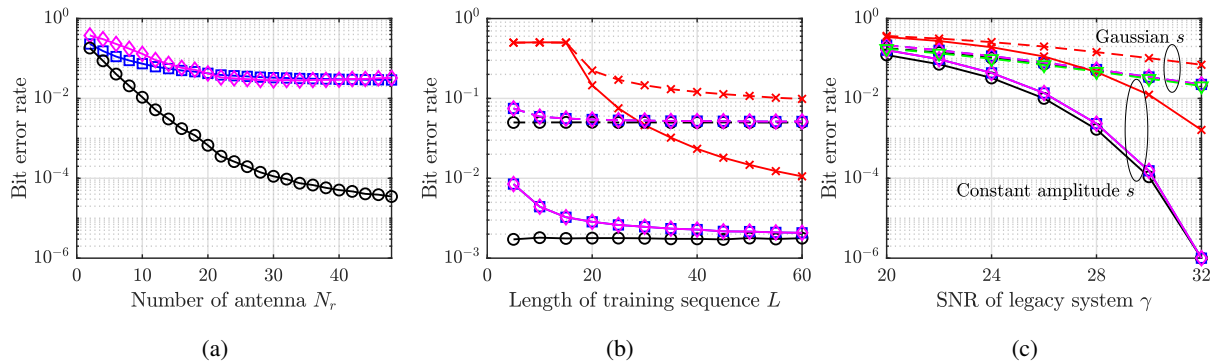 10^0
10^{-2}
10^{-4}
10^{-6}
0
10
20
30
40
Bit error rate
Number of antenna N_r
(a)
10^0
10^{-1}
10^{-2}
10^{-3}
0
20
40
60
Bit error rate
Length of training sequence L
(b)
10^0
10^{-2}
10^{-4}
10^{-6}
20
24
28
32
Bit error rate
Gaussian s
Constant amplitude s
SNR of legacy system γ
(c)